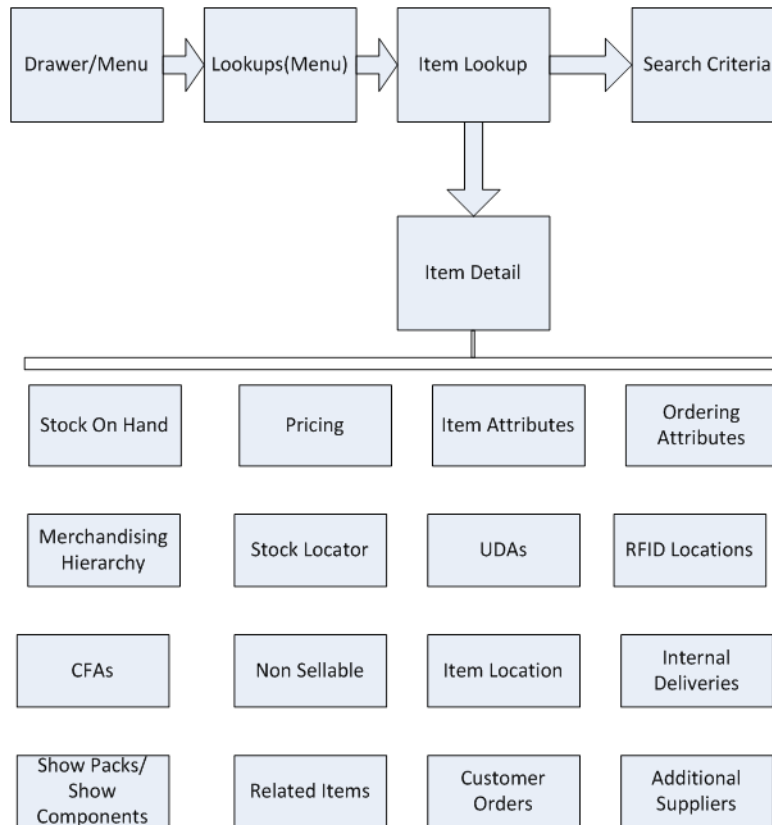 Drawer/Menu
Lookups(Menu)
Item Lookup
Search Criteria
Item Detail
Stock On Hand
Pricing
Item Attributes
Ordering
Attributes
Merchandising
Hierarchy
Stock Locator
UDAs
RFID Locations
CFAs
Non Sellable
Item Location
Internal
Deliveries
Show Packs/
Show
Components
Related Items
Customer
Orders
Additional
Suppliers